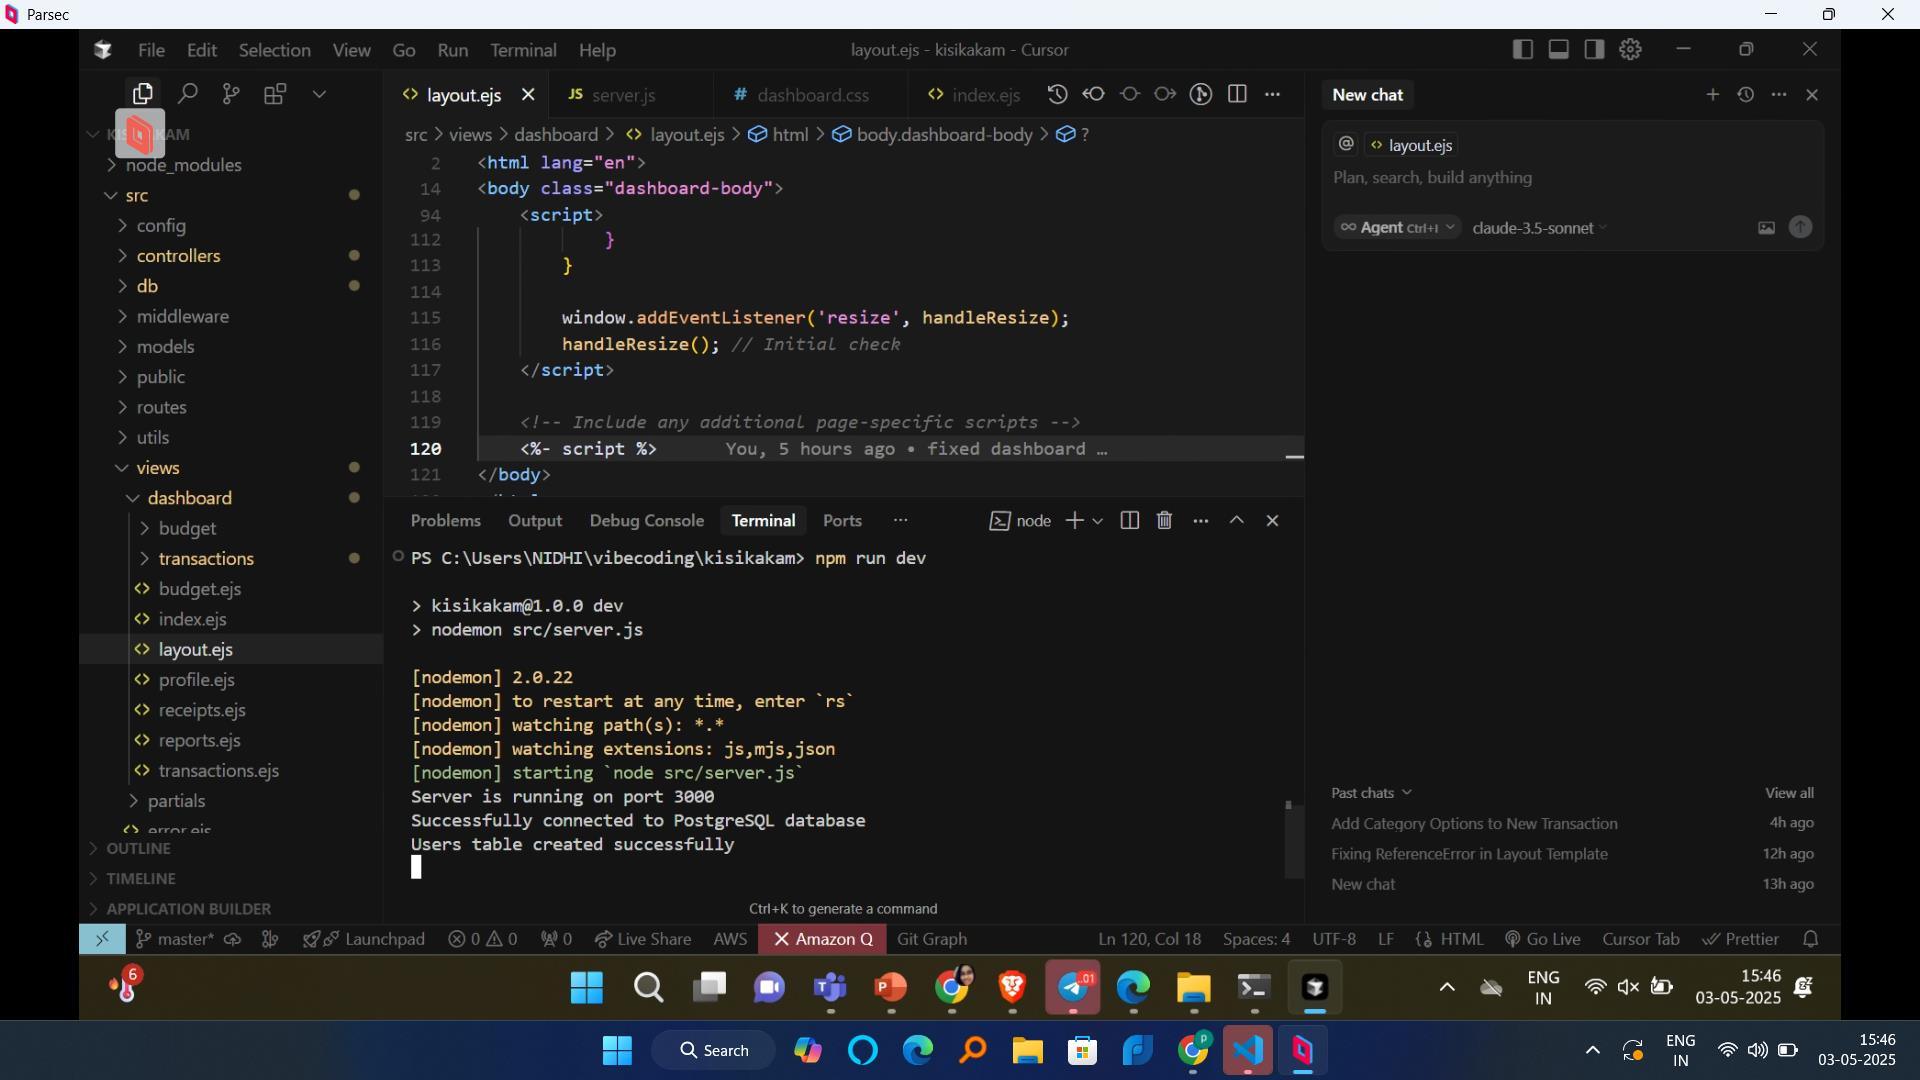 Parsec
File Edit Selection View Go Run Terminal Help
layout.ejs - kisikakam - Cursor
KISIKAKAM
node_modules
src
config
controllers
db
middleware
models
public
routes
utils
views
dashboard
budget
transactions
budget.ejs
index.ejs
layout.ejs
profile.ejs
receipts.ejs
reports.ejs
transactions.ejs
partials
error.ejs
OUTLINE
TIMELINE
APPLICATION BUILDER
layout.ejs JS server.js # dashboard.css index.ejs
src > views > dashboard > layout.ejs > html > body.dashboard-body > ?
2 <html lang="en">
14 <body class="dashboard-body">
94 <script>
112 }
113 }
114
115 window.addEventListener('resize', handleResize);
116 handleResize(); // Initial check
117 </script>
118
119 <!-- Include any additional page-specific scripts -->
120 <%- script %> You, 5 hours ago • fixed dashboard …
121 </body>
Problems Output Debug Console Terminal Ports ··· node
PS C:\Users\NIDHI\vibecoding\kisikakam> npm run dev
> kisikakam@1.0.0 dev
> nodemon src/server.js
[nodemon] 2.0.22
[nodemon] to restart at any time, enter `rs`
[nodemon] watching path(s): *.*
[nodemon] watching extensions: js,mjs,json
[nodemon] starting `node src/server.js`
Server is running on port 3000
Successfully connected to PostgreSQL database
Users table created successfully
Ctrl+K to generate a command
New chat
@ layout.ejs
Plan, search, build anything
∞ Agent Ctrl+I claude-3.5-sonnet
Past chats View all
Add Category Options to New Transaction 4h ago
Fixing ReferenceError in Layout Template 12h ago
New chat 13h ago
master* Launchpad 0 0 0 Live Share AWS Amazon Q Git Graph Ln 120, Col 18 Spaces: 4 UTF-8 LF HTML Go Live Cursor Tab Prettier
6
.01
ENG
IN
15:46
03-05-2025
Search
P
ENG
IN
15:46
03-05-2025